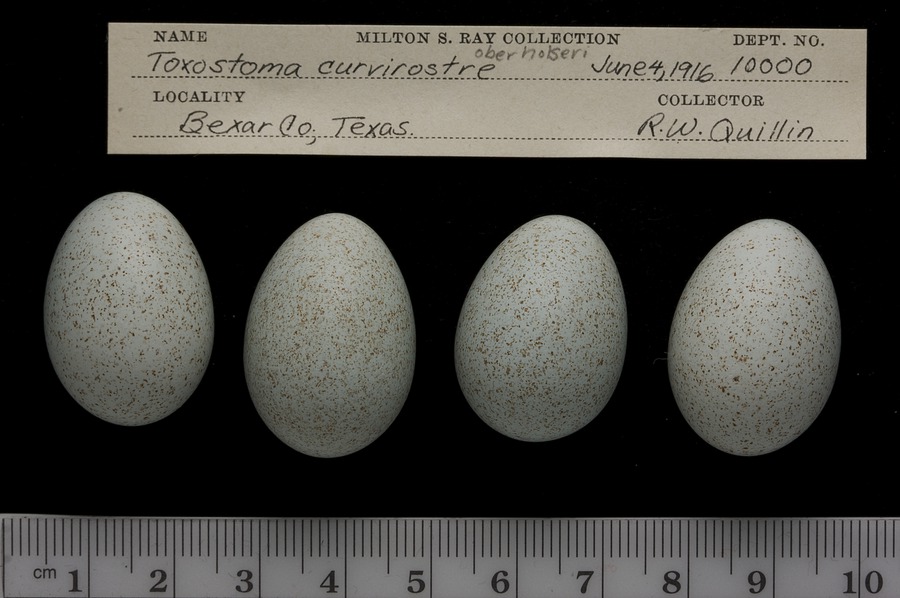 NAME MILTON S. RAY COLLECTION DEPT. NO.
oberholseri
Toxostoma curvirostre June 4, 1916 10000
LOCALITY COLLECTOR
Bexar Co; Texas. R.W. Quillin
cm 1 2 3 4 5 6 7 8 9 10